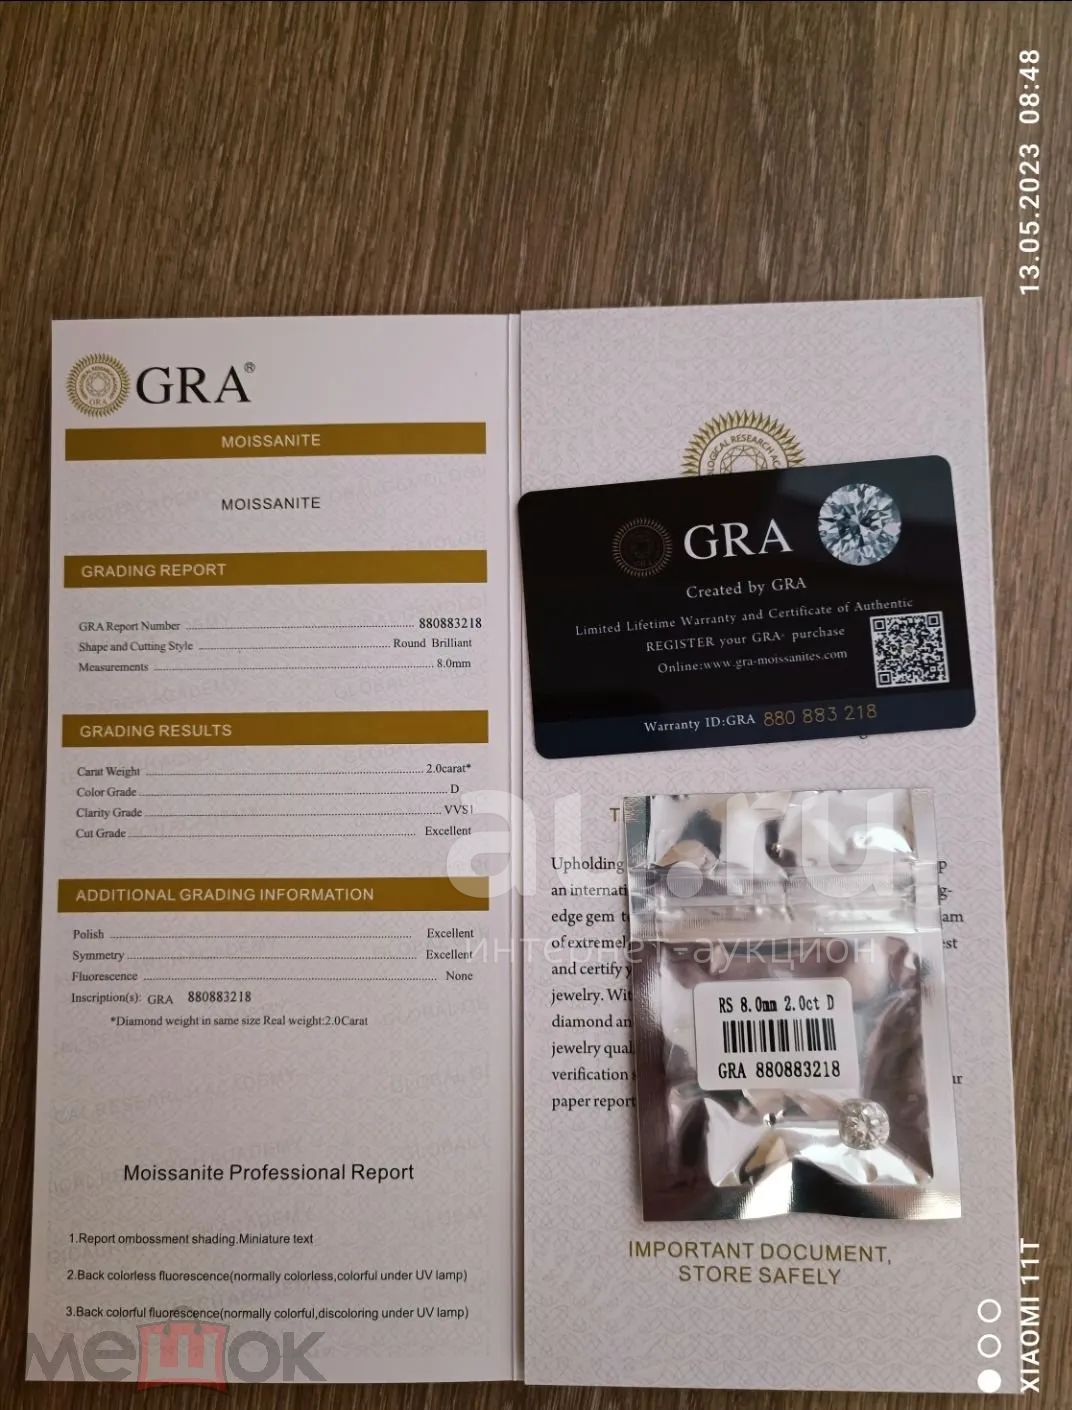 13.05.2023 08:48
GRA®
MOISSANITE
MOISSANITE
GRADING REPORT
GRA Report Number 880883218
Shape and Cutting Style Round Brilliant
Measurements 8.0mm
GRADING RESULTS
Carat Weight 2.0carat*
Color Grade D
Clarity Grade VVS1
Cut Grade Excellent
ADDITIONAL GRADING INFORMATION
Polish Excellent
Symmetry Excellent
Fluorescence None
Inscription(s): GRA 880883218
*Diamond weight in same size Real weight:2.0Carat
Moissanite Professional Report
1.Report ombossment shading.Miniature text
2.Back colorless fluorescence(normally colorless,colorful under UV lamp)
3.Back colorful fluorescence(normally colorful,discoloring under UV lamp)
GRA
Created by GRA
Limited Lifetime Warranty and Certificate of Authentic
REGISTER your GRA- purchase
Online:www.gra-moissanites.com
Warranty ID:GRA 880 883 218
Upholding
an internati
edge gem
of extremel
and certify y
jewelry. Wit
diamond an
jewelry qual
verification
paper report
RS 8.0mm 2.0ct D
GRA 880883218
IMPORTANT DOCUMENT,
STORE SAFELY
au.ru
интернет-аукцион
мешок
XIAOMI 11T